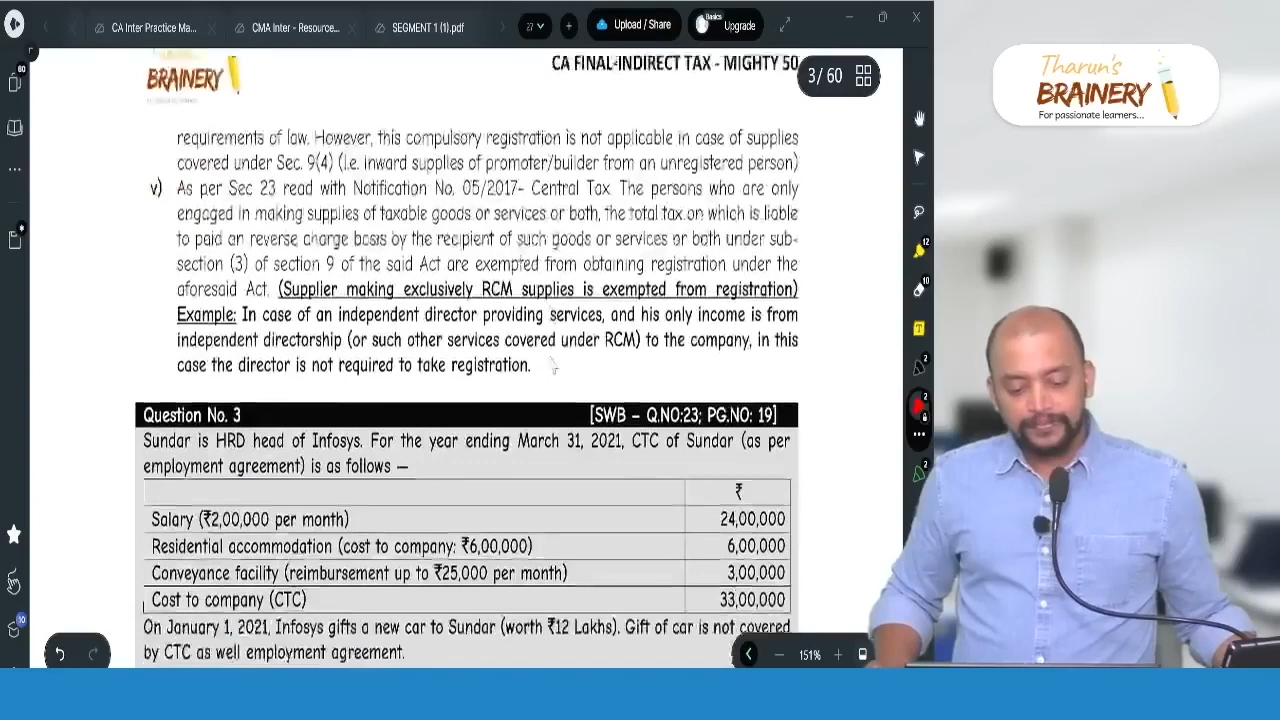 CA Inter Practice Ma...
CMA Inter - Resource...
SEGMENT 1 (1).pdf
27
Upload / Share
Basics
Upgrade
BRAINERY
CA FINAL-INDIRECT TAX - MIGHTY 50
3/60
Tharun's
BRAINERY
For passionate learners...
requirements of law. However, this compulsory registration is not applicable in case of supplies
covered under Sec. 9(4) (i.e. inward supplies of promoter/builder from an unregistered person)
v) As per Sec 23 read with Notification No. 05/2017- Central Tax. The persons who are only
engaged in making supplies of taxable goods or services or both, the total tax on which is liable
to paid on reverse charge basis by the recipient of such goods or services or both under sub-
section (3) of section 9 of the said Act are exempted from obtaining registration under the
aforesaid Act. (Supplier making exclusively RCM supplies is exempted from registration)
Example: In case of an independent director providing services, and his only income is from
independent directorship (or such other services covered under RCM) to the company, in this
case the director is not required to take registration.
Question No. 3 [SWB – Q.NO:23; PG.NO: 19]
Sundar is HRD head of Infosys. For the year ending March 31, 2021, CTC of Sundar (as per
employment agreement) is as follows —
₹
Salary (₹2,00,000 per month) 24,00,000
Residential accommodation (cost to company: ₹6,00,000) 6,00,000
Conveyance facility (reimbursement up to ₹25,000 per month) 3,00,000
Cost to company (CTC) 33,00,000
On January 1, 2021, Infosys gifts a new car to Sundar (worth ₹12 Lakhs). Gift of car is not covered
by CTC as well employment agreement.
151%